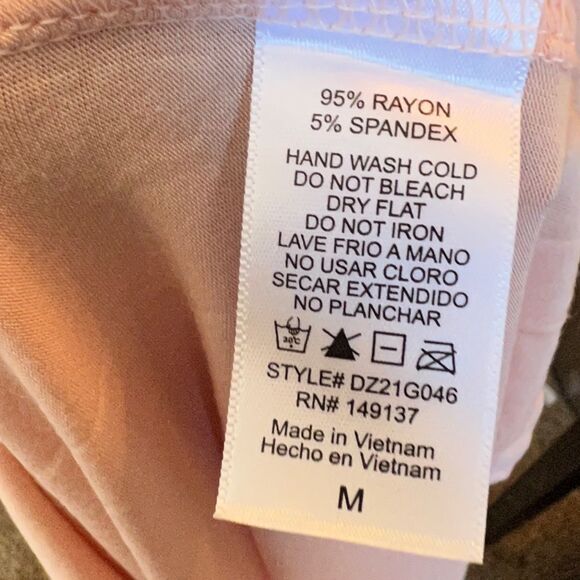 95% RAYON
5% SPANDEX
HAND WASH COLD
DO NOT BLEACH
DRY FLAT
DO NOT IRON
LAVE FRIO A MANO
NO USAR CLORO
SECAR EXTENDIDO
NO PLANCHAR
30°C
STYLE# DZ21G046
RN# 149137
Made in Vietnam
Hecho en Vietnam
M